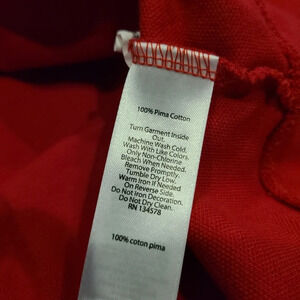 100% Pima Cotton
Turn Garment Inside
Out.
Machine Wash Cold.
Wash With Like Colors.
Only Non-Chlorine
Bleach When Needed.
Remove Promptly.
Tumble Dry Low.
Warm Iron If Needed
On Reverse Side.
Do Not Iron Decoration.
Do Not Dry Clean.
RN 134578
100% coton pima